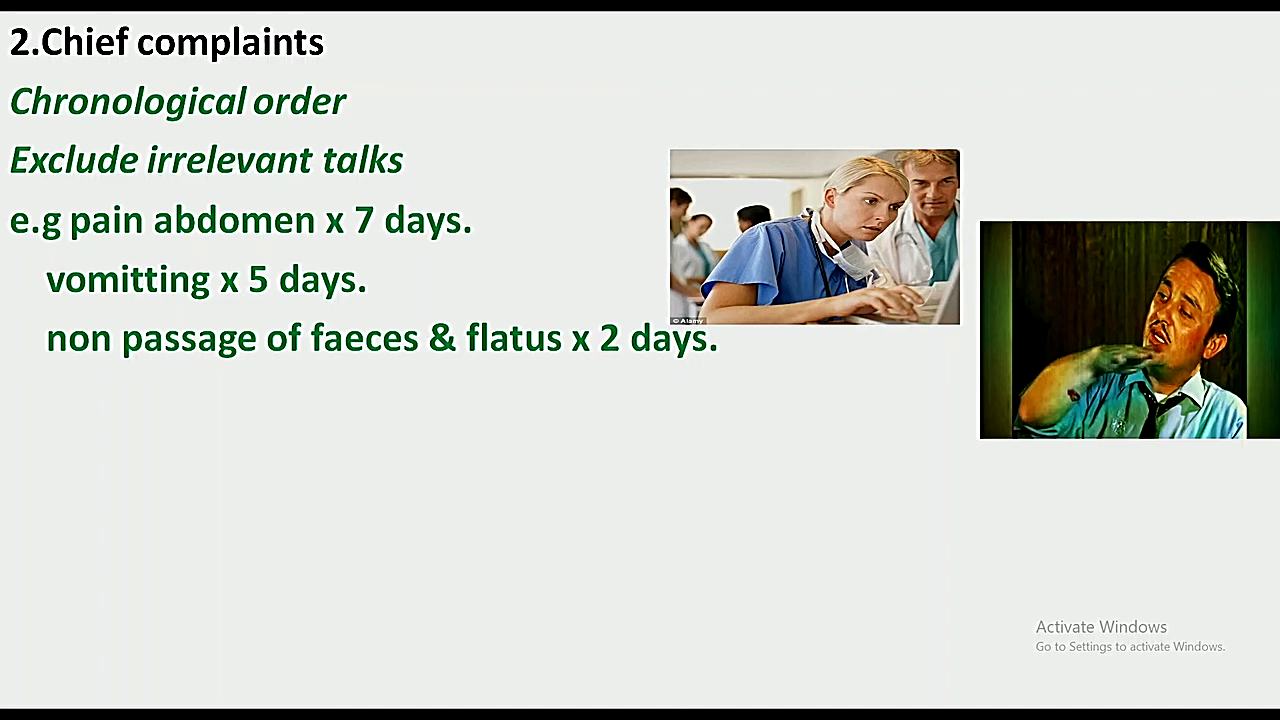 2.Chief complaints
Chronological order
Exclude irrelevant talks
e.g pain abdomen x 7 days.
vomitting x 5 days.
non passage of faeces & flatus x 2 days.
© Alamy
Activate Windows
Go to Settings to activate Windows.